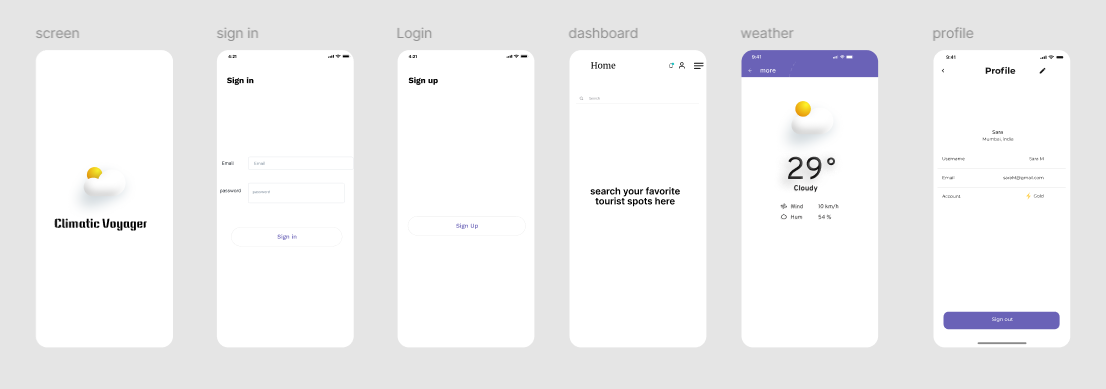 screen
sign in
Login
dashboard
weather
profile
Climatic Voyager
4:21
Sign in
Email
Email
password
password
Sign in
4:21
Sign up
Sign Up
Home
search your favorite
tourist spots here
9:41
more
29°
Cloudy
Wind 10 km/h
Hum 54 %
9:41
Profile
Sara
Mumbai, India
Username Sara M
Email saraM@gmail.com
Account Gold
Sign out